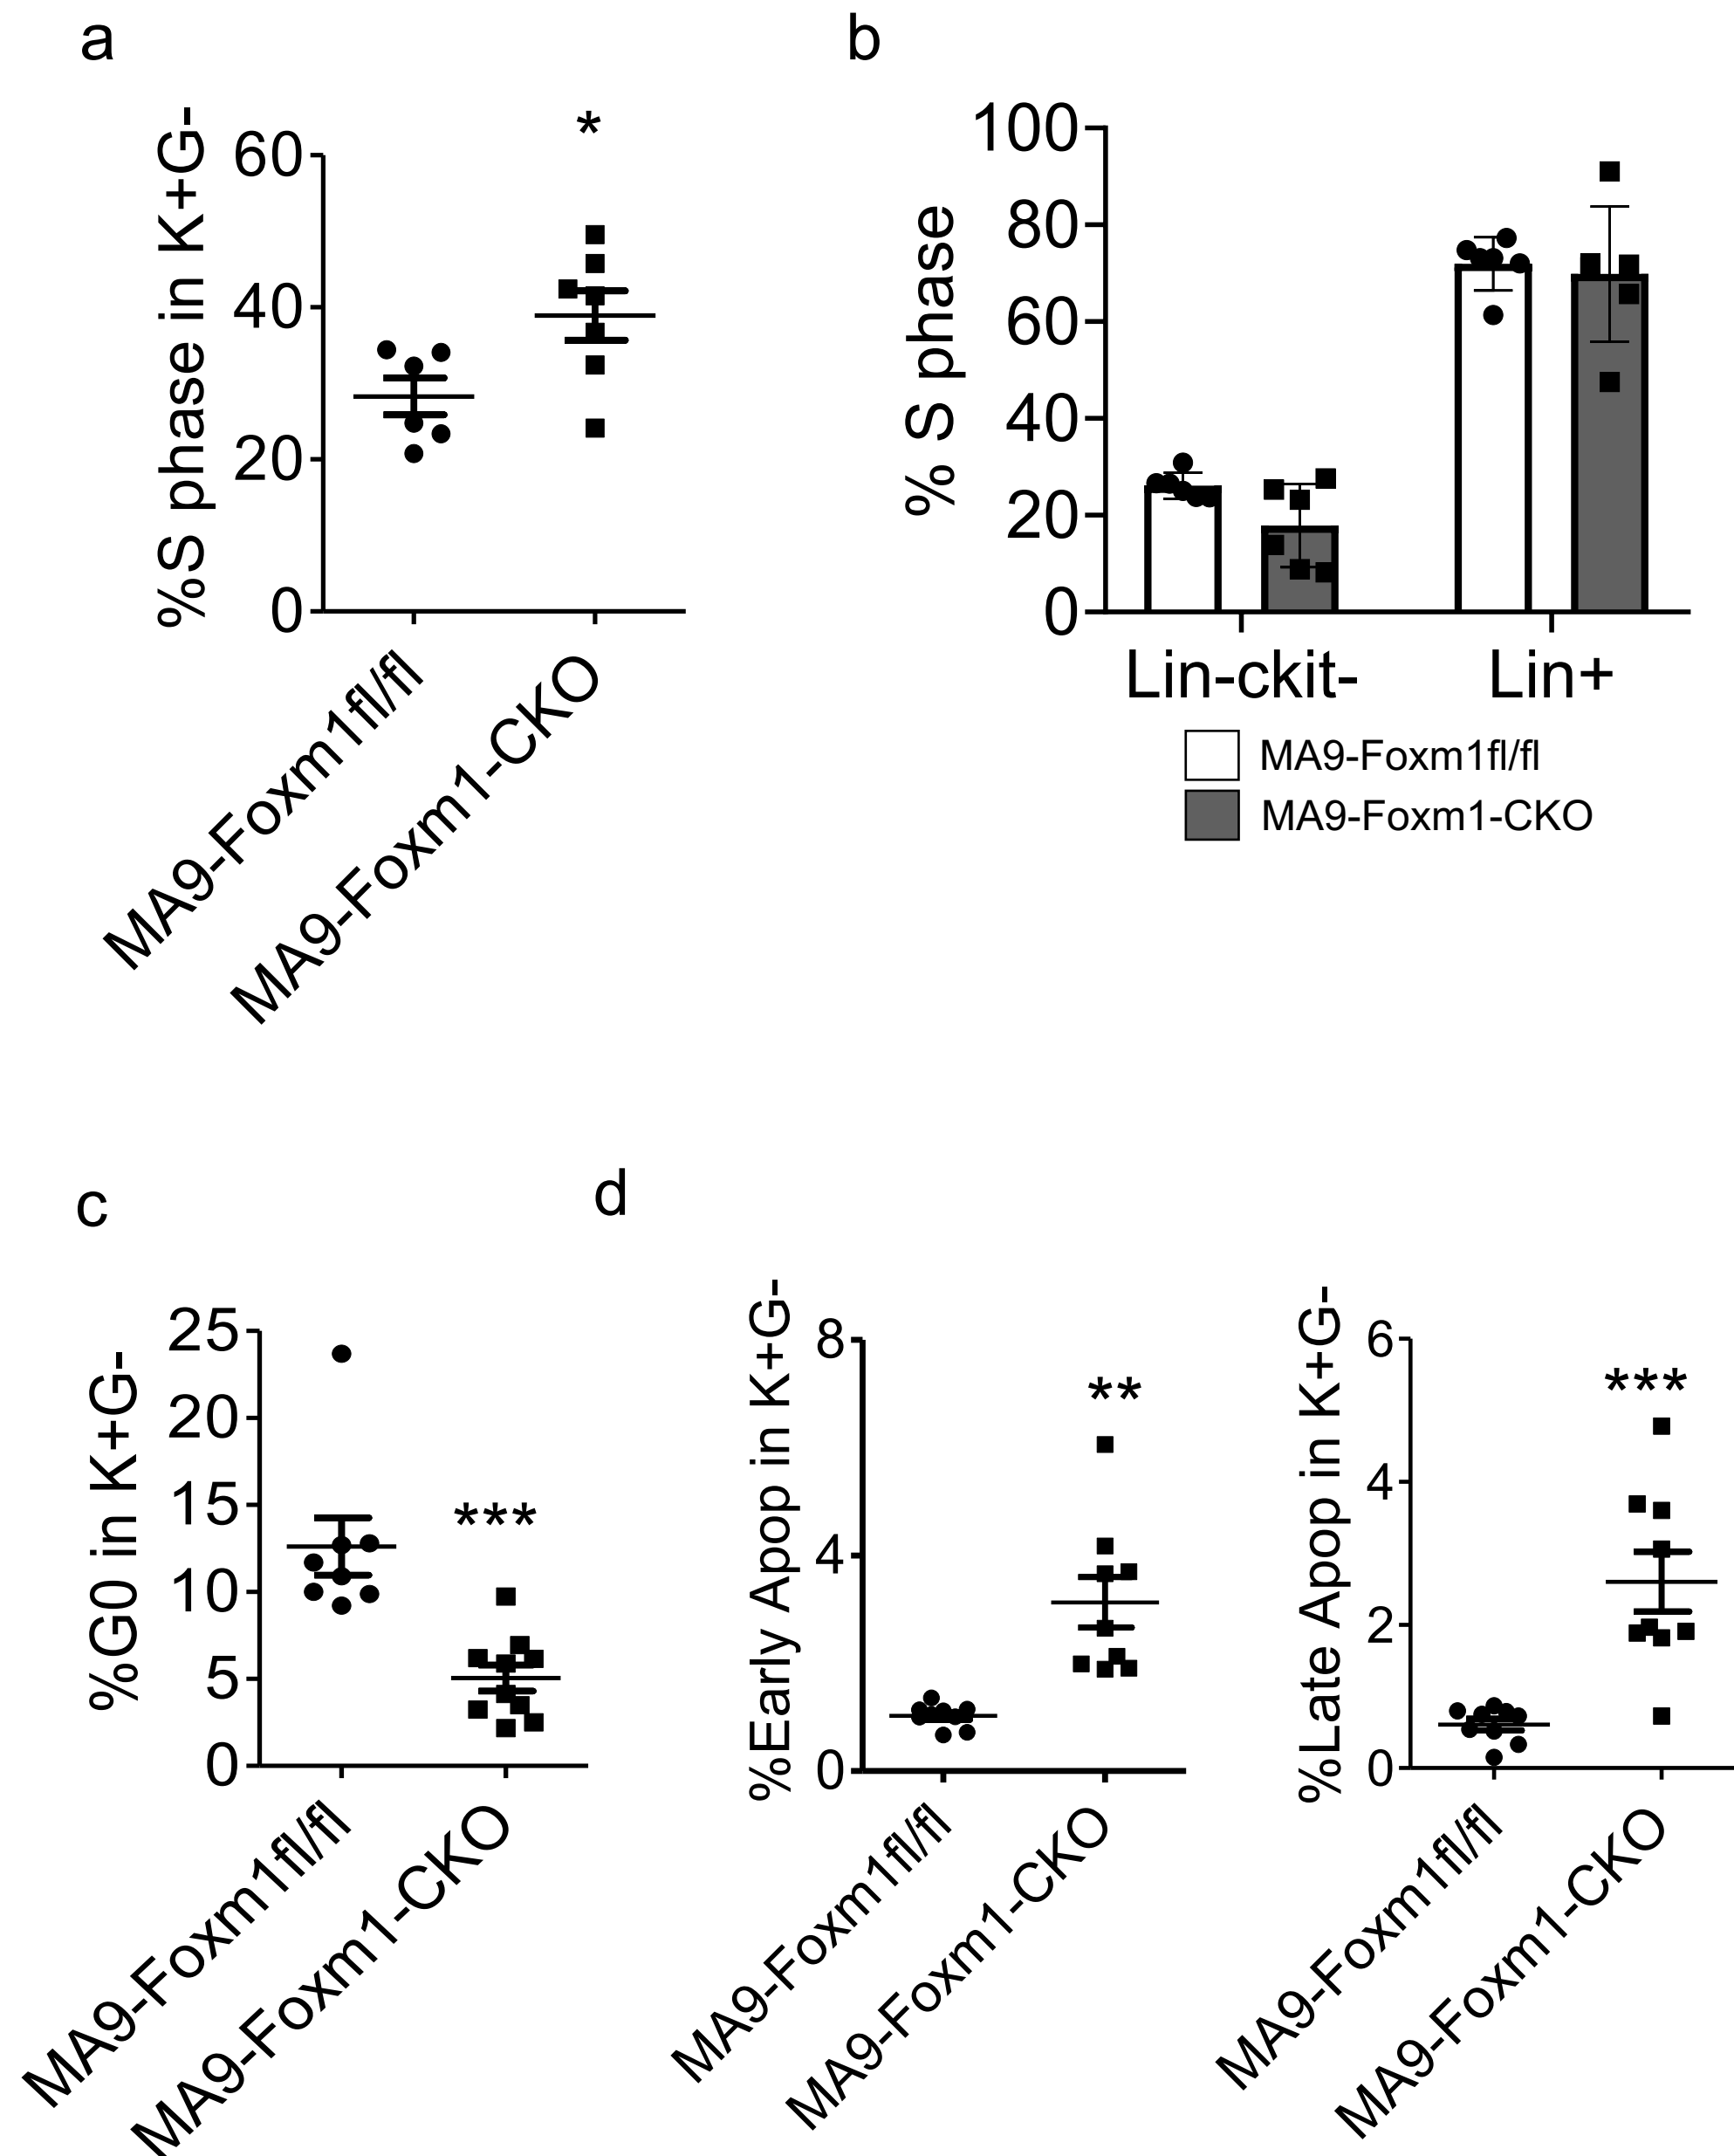 a
%S phase in K+G-
60
40
20
0
*
MA9-Foxm1fl/fl
MA9-Foxm1-CKO
b
% S phase
100
80
60
40
20
0
Lin-ckit-
Lin+
MA9-Foxm1fl/fl
MA9-Foxm1-CKO
c
%G0 in K+G-
25
20
15
10
5
0
***
MA9-Foxm1fl/fl
MA9-Foxm1-CKO
d
%Early Apop in K+G-
8
4
0
**
MA9-Foxm1fl/fl
MA9-Foxm1-CKO
%Late Apop in K+G-
6
4
2
0
***
MA9-Foxm1fl/fl
MA9-Foxm1-CKO